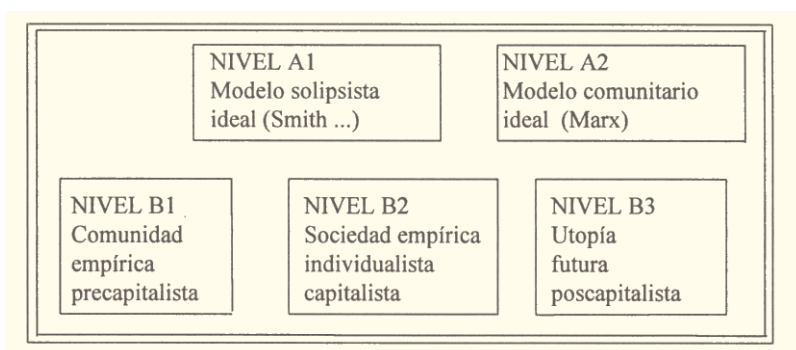 NIVEL A1
Modelo solipsista
ideal (Smith ...)
NIVEL A2
Modelo comunitario
ideal (Marx)
NIVEL B1
Comunidad
empírica
precapitalista
NIVEL B2
Sociedad empírica
individualista
capitalista
NIVEL B3
Utopía
futura
poscapitalista